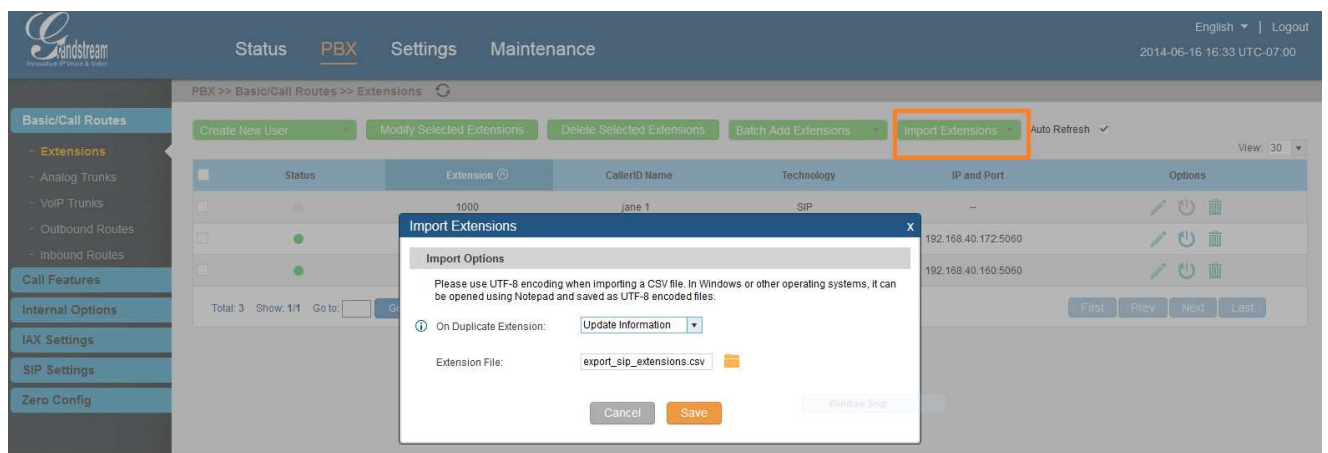 English | Logout
Grandstream
Innovative IP Voice & Video
Status PBX Settings Maintenance
2014-06-16 16:33 UTC-07:00
PBX >> Basic/Call Routes >> Extensions
Basic/Call Routes
- Extensions
- Analog Trunks
- VoIP Trunks
- Outbound Routes
- Inbound Routes
Call Features
Internal Options
IAX Settings
SIP Settings
Zero Config
Create New User Modify Selected Extensions Delete Selected Extensions Batch Add Extensions Import Extensions Auto Refresh
View: 30
Status Extension CallerID Name Technology IP and Port Options
1000 jane 1 SIP --
192.168.40.172:5060
192.168.40.160:5060
Total: 3 Show: 1/1 Go to: First Prev Next Last
Import Extensions x
Import Options
Please use UTF-8 encoding when importing a CSV file. In Windows or other operating systems, it can
be opened using Notepad and saved as UTF-8 encoded files.
On Duplicate Extension: Update Information
Extension File: export_sip_extensions.csv
Cancel Save
Window Snip